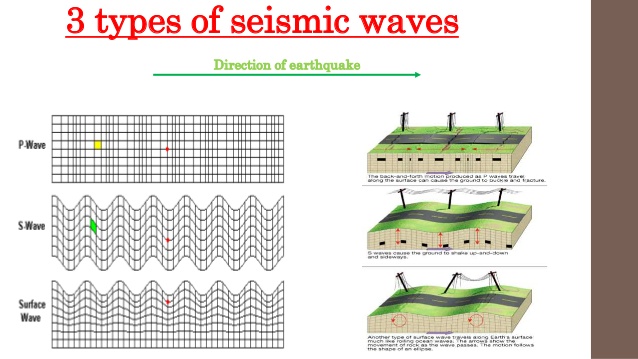 3 types of seismic waves
Direction of earthquake
P-Wave
The back-and-forth motion produced as P waves travel
along the surface can cause the ground to buckle and fracture.
S-Wave
S waves cause the ground to shake up-and-down
and sideways.
Surface
Wave
Another type of surface wave travels along Earth's surface
much like rolling ocean waves. The arrows show the
movement of rock as the wave passes. The motion follows
the shape of an ellipse.